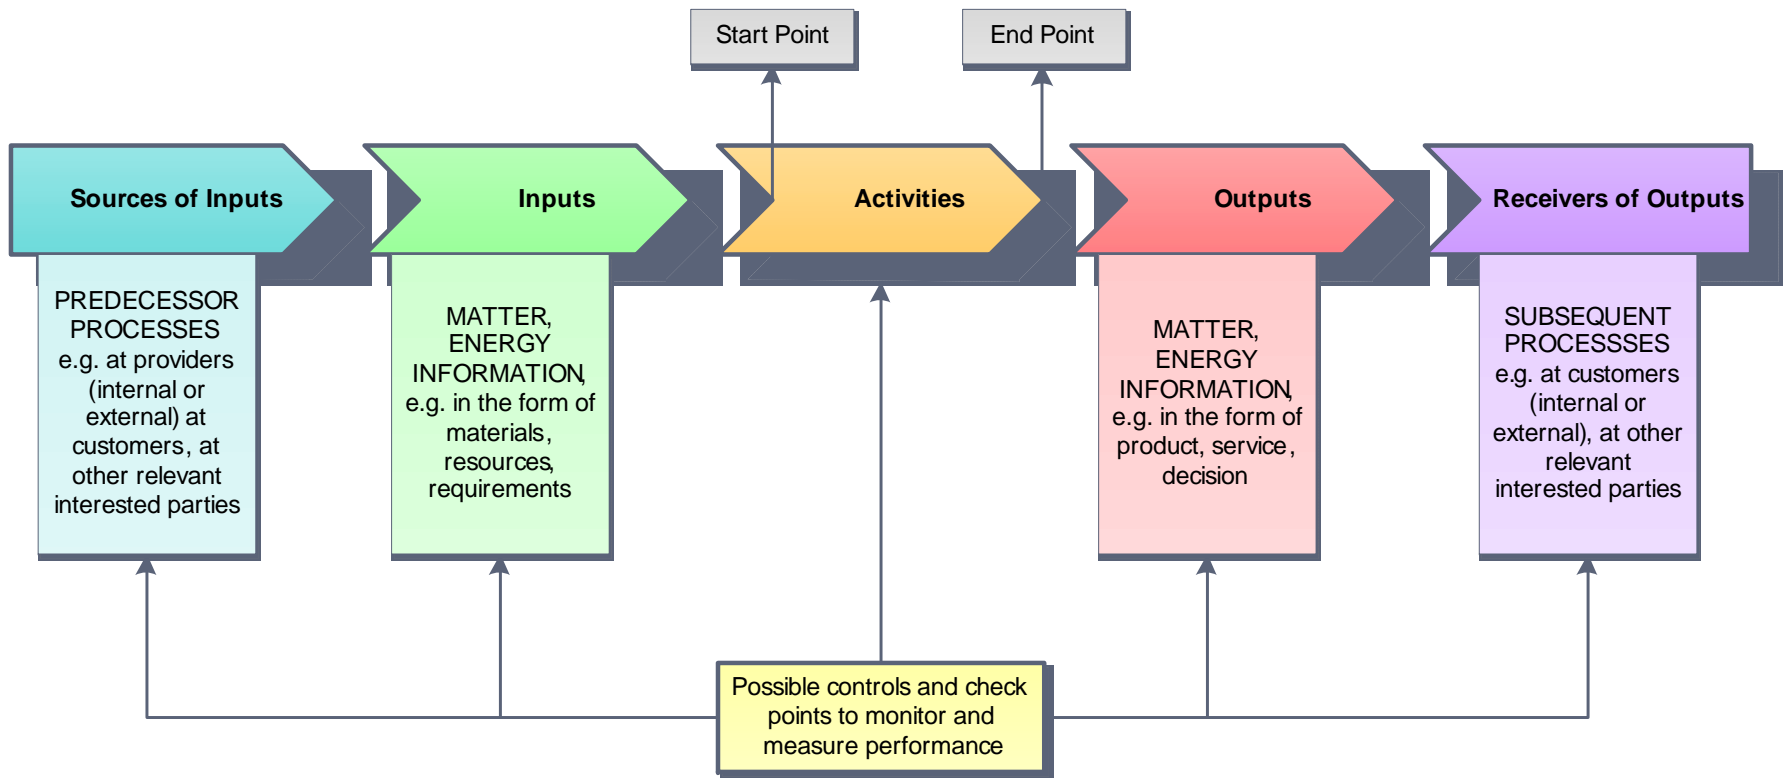 Start Point
End Point
Sources of Inputs
Inputs
Activities
Outputs
Receivers of Outputs
PREDECESSOR
PROCESSES
e.g. at providers
(internal or
external) at
customers, at
other relevant
interested parties
MATTER,
ENERGY
INFORMATION,
e.g. in the form of
materials,
resources,
requirements
MATTER,
ENERGY
INFORMATION,
e.g. in the form of
product, service,
decision
SUBSEQUENT
PROCESSSES
e.g. at customers
(internal or
external), at other
relevant
interested parties
Possible controls and check
points to monitor and
measure performance